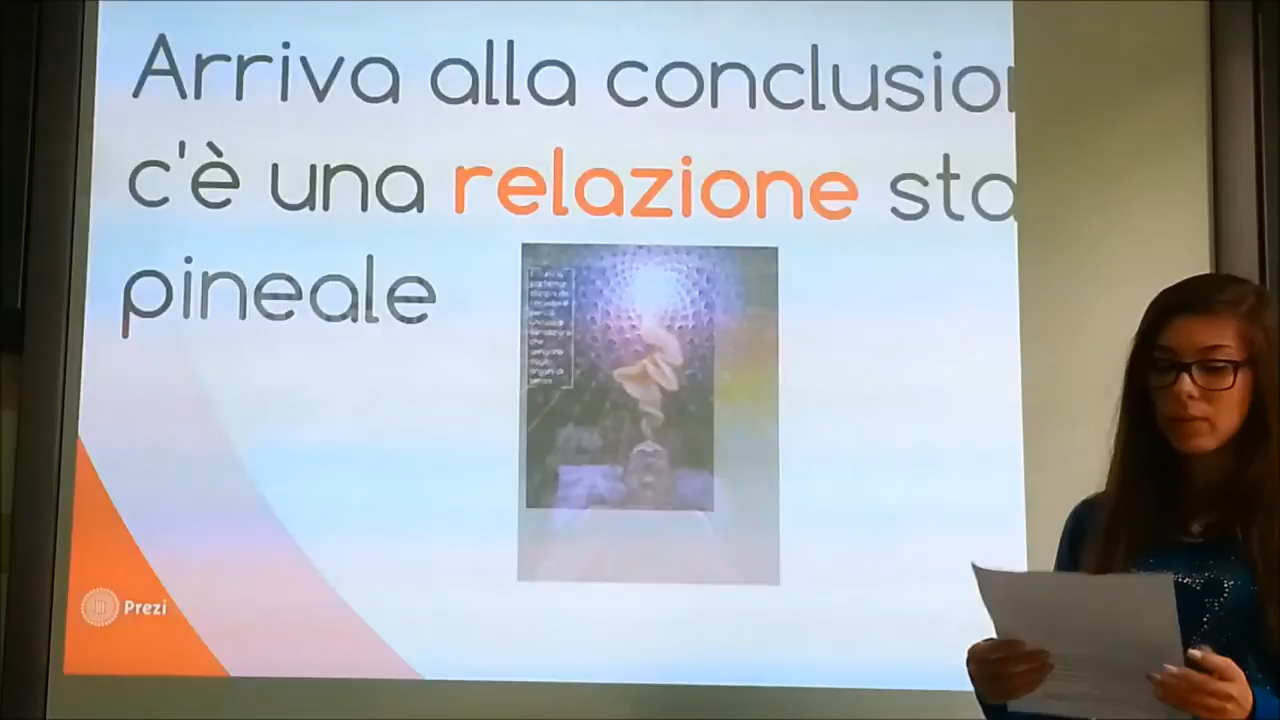 Arriva alla conclusion
c'è una relazione sta
pineale
Prezi